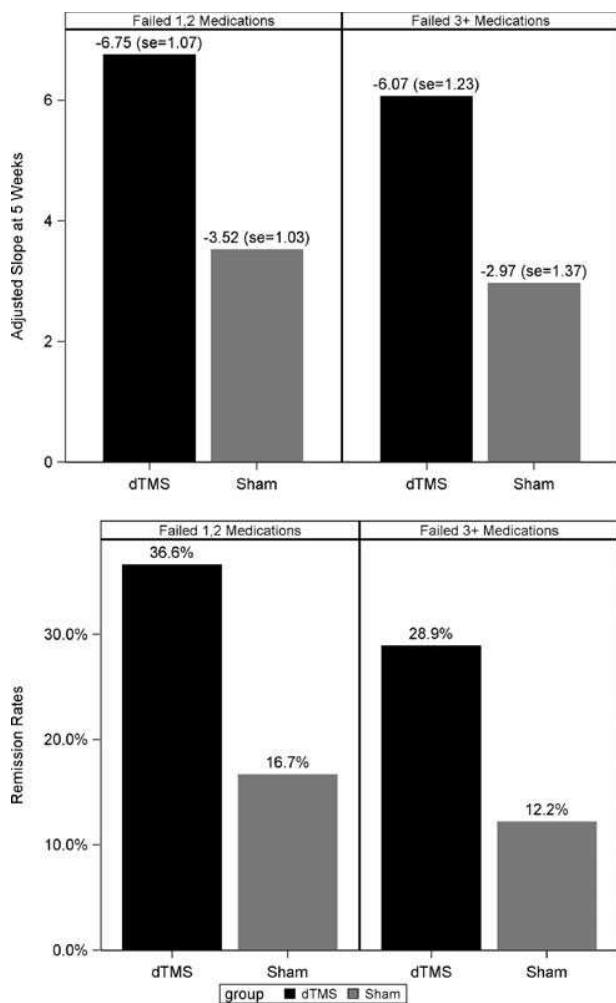 Failed 1,2 Medications
Failed 3+ Medications
-6.75 (se=1.07)
-6.07 (se=1.23)
6
Adjusted Slope at 5 Weeks
4
-3.52 (se=1.03)
-2.97 (se=1.37)
2
0
dTMS
Sham
dTMS
Sham
Failed 1,2 Medications
Failed 3+ Medications
36.6%
30.0%
28.9%
Remission Rates
20.0%
16.7%
12.2%
10.0%
0.0%
dTMS
Sham
dTMS
Sham
group dTMS Sham